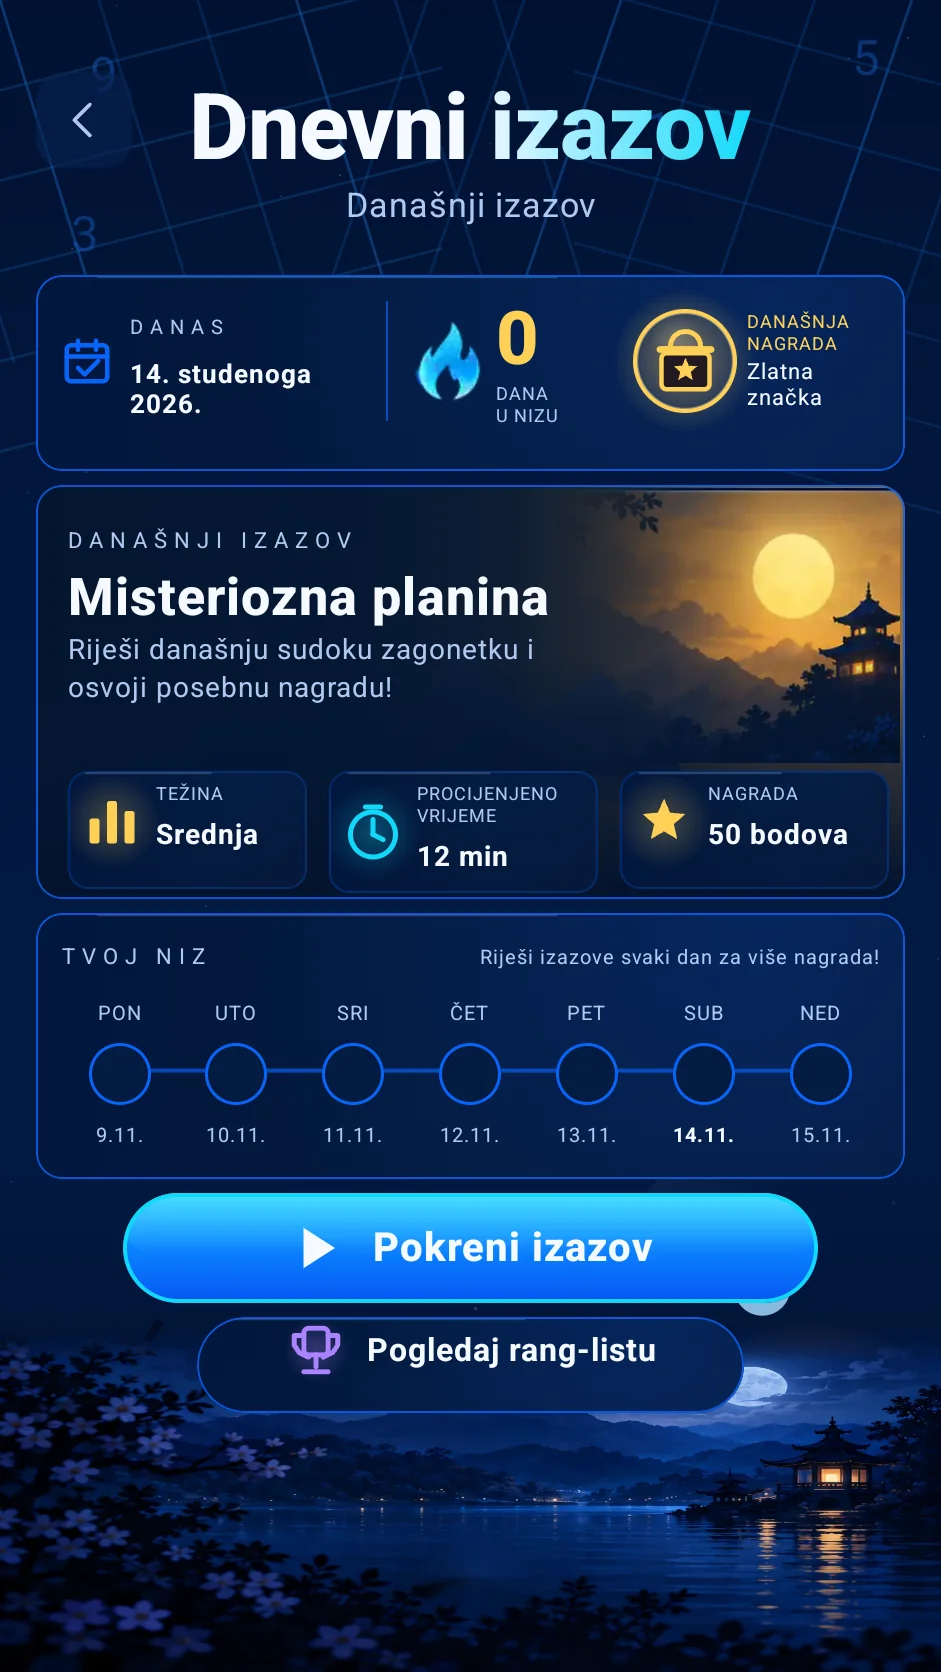 9
5
3
Dnevni izazov
Današnji izazov
DANAS
14. studenoga
2026.
0
DANA
U NIZU
DANAŠNJA
NAGRADA
Zlatna
značka
DANAŠNJI IZAZOV
Misteriozna planina
Riješi današnju sudoku zagonetku i
osvoji posebnu nagradu!
TEŽINA
Srednja
PROCIJENJENO
VRIJEME
12 min
NAGRADA
50 bodova
TVOJ NIZ
Riješi izazove svaki dan za više nagrada!
PON UTO SRI ČET PET SUB NED
9.11. 10.11. 11.11. 12.11. 13.11. 14.11. 15.11.
Pokreni izazov
Pogledaj rang-listu